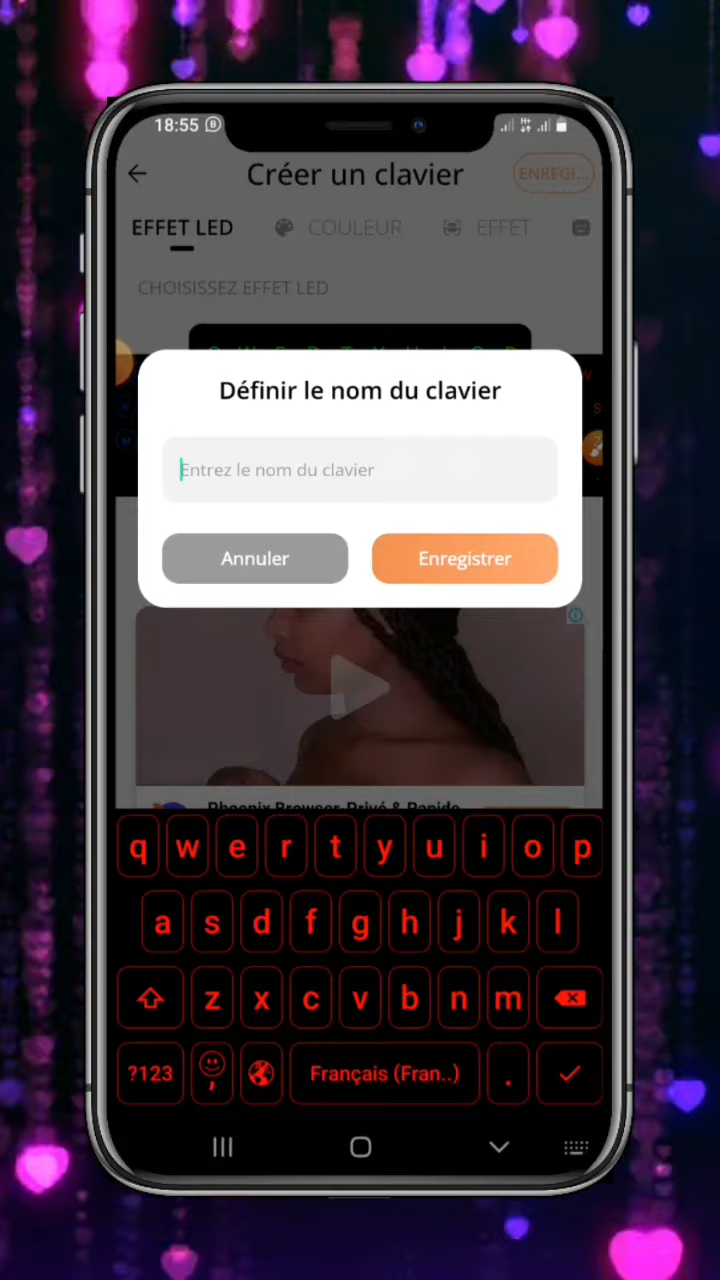 18:55
Créer un clavier
ENREGI...
EFFET LED
COULEUR
EFFET
CHOISISSEZ EFFET LED
Définir le nom du clavier
Entrez le nom du clavier
Annuler
Enregistrer
Phoenix Browser-Privé & Rapide
q w e r t y u i o p
a s d f g h j k l
z x c v b n m
?123
,
Français (Fran..)
.